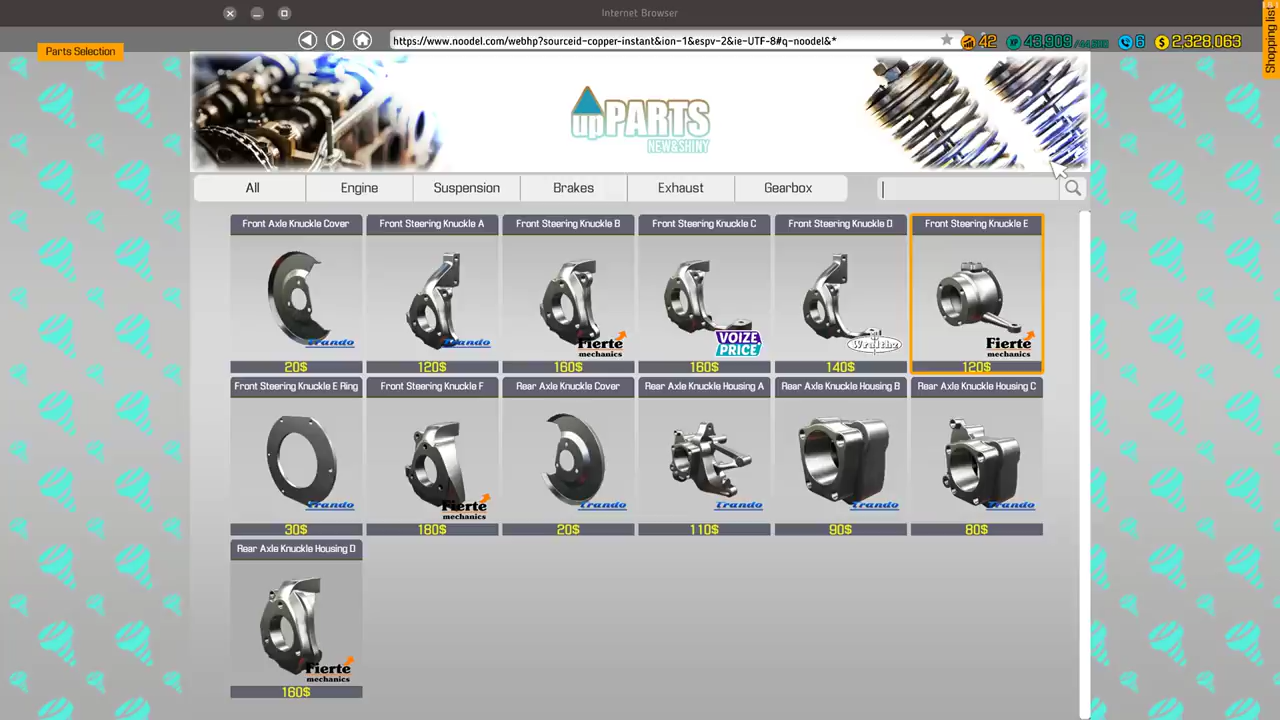 Internet Browser
Shopping list
Parts Selection
https://www.noodel.com/webhp?sourceid-copper-instant&ion-1&espv-2&ie-UTF-8#q-noodel&*
42
XP 43,909
6
$ 2,328,063
upPARTS
NEW&SHINY
All Engine Suspension Brakes Exhaust Gearbox
Front Axle Knuckle Cover
Trando
20$
Front Steering Knuckle A
Trando
120$
Front Steering Knuckle B
Fierte
mechanics
160$
Front Steering Knuckle C
VOIZE
PRICE
160$
Front Steering Knuckle D
140$
Front Steering Knuckle E
Fierte
mechanics
120$
Front Steering Knuckle E Ring
Trando
30$
Front Steering Knuckle F
Fierte
mechanics
180$
Rear Axle Knuckle Cover
Trando
20$
Rear Axle Knuckle Housing A
Trando
110$
Rear Axle Knuckle Housing B
Trando
90$
Rear Axle Knuckle Housing C
Trando
80$
Rear Axle Knuckle Housing D
Fierte
mechanics
160$